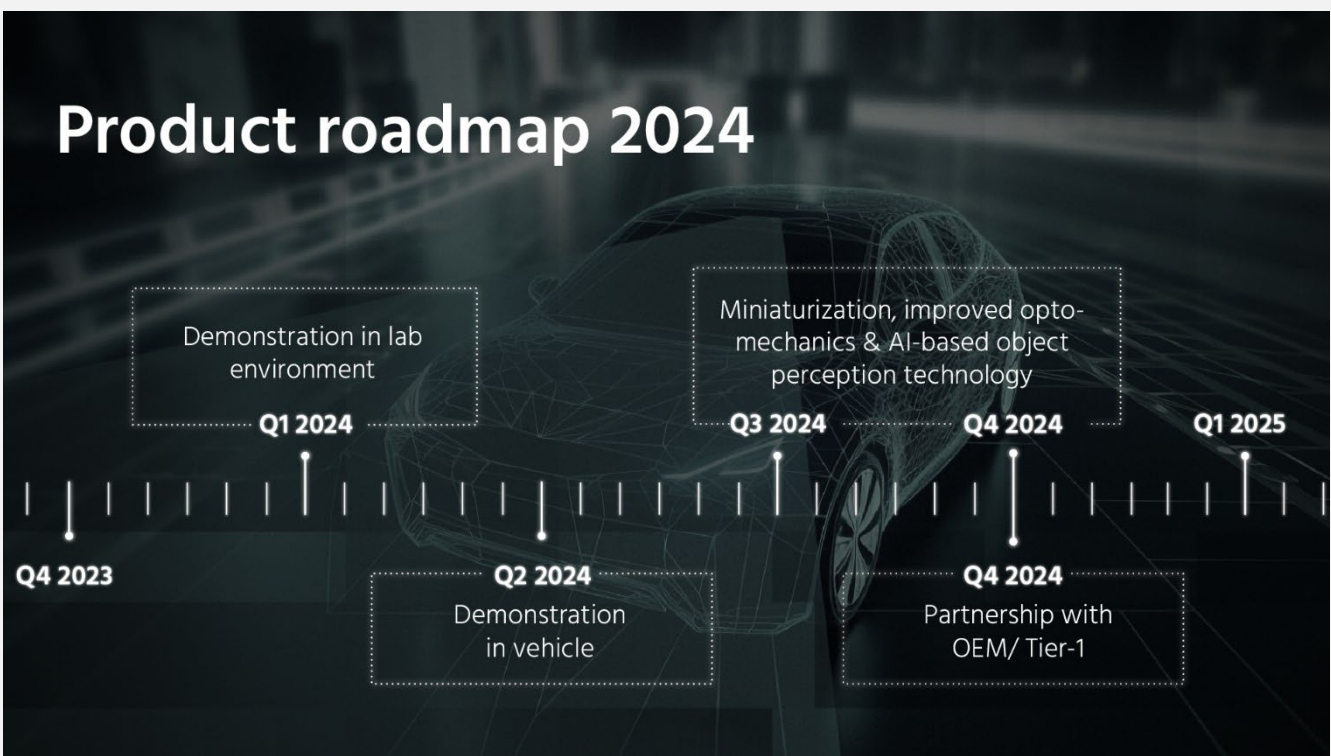 Product roadmap 2024
Demonstration in lab
environment
Q1 2024
Miniaturization, improved opto-
mechanics & AI-based object
perception technology
Q3 2024
Q4 2024
Q1 2025
Q4 2023
Q2 2024
Demonstration
in vehicle
Q4 2024
Partnership with
OEM/ Tier-1